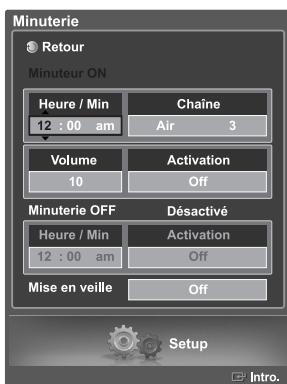 Minuterie
Retour
Minuteur ON
Heure / Min Chaîne
12 : 00 am Air 3
Volume Activation
10 Off
Minuterie OFF Désactivé
Heure / Min Activation
12 : 00 am Off
Mise en veille Off
Setup
Intro.